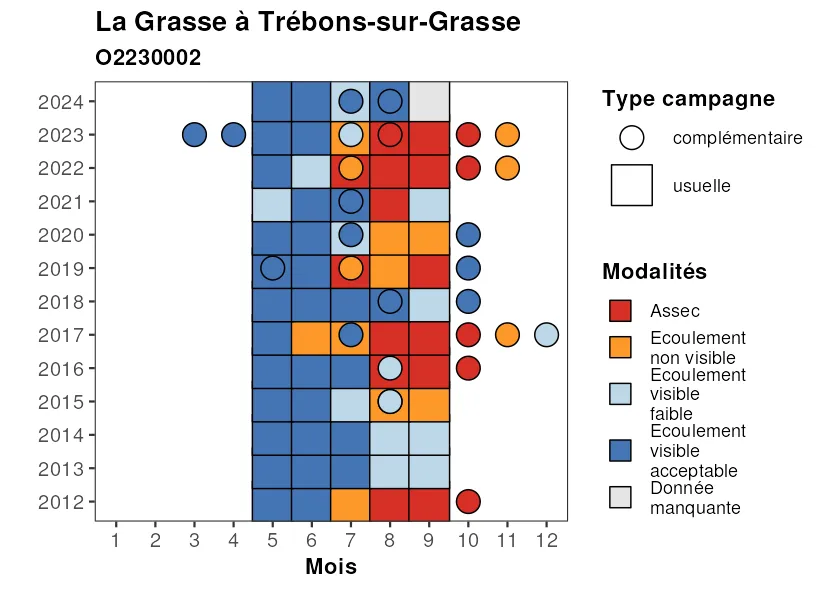 La Grasse à Trébons-sur-Grasse
O2230002
2024
2023
2022
2021
2020
2019
2018
2017
2016
2015
2014
2013
2012
1 2 3 4 5 6 7 8 9 10 11 12
Mois
Type campagne
complémentaire
usuelle
Modalités
Assec
Ecoulement
non visible
Ecoulement
visible
faible
Ecoulement
visible
acceptable
Donnée
manquante